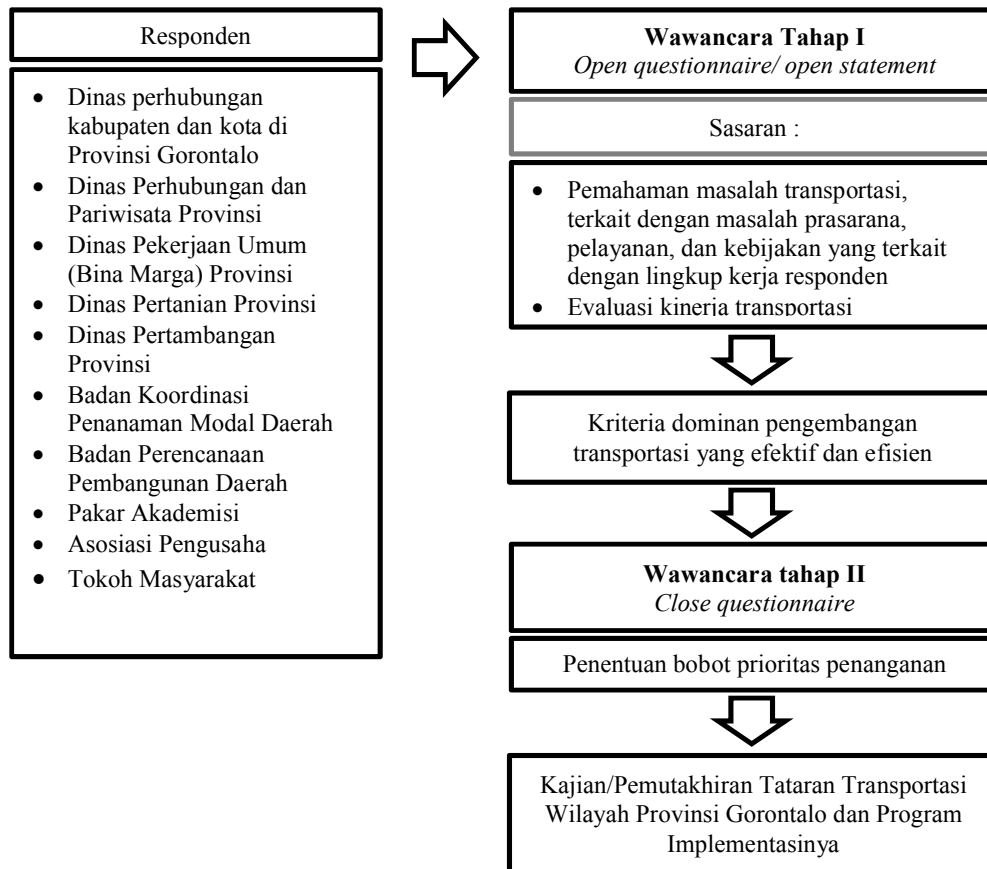 Responden
• Dinas perhubungan
kabupaten dan kota di
Provinsi Gorontalo
• Dinas Perhubungan dan
Pariwisata Provinsi
• Dinas Pekerjaan Umum
(Bina Marga) Provinsi
• Dinas Pertanian Provinsi
• Dinas Pertambangan
Provinsi
• Badan Koordinasi
Penanaman Modal Daerah
• Badan Perencanaan
Pembangunan Daerah
• Pakar Akademisi
• Asosiasi Pengusaha
• Tokoh Masyarakat
Wawancara Tahap I
Open questionnaire/ open statement
Sasaran :
• Pemahaman masalah transportasi,
terkait dengan masalah prasarana,
pelayanan, dan kebijakan yang terkait
dengan lingkup kerja responden
• Evaluasi kinerja transportasi
Kriteria dominan pengembangan
transportasi yang efektif dan efisien
Wawancara tahap II
Close questionnaire
Penentuan bobot prioritas penanganan
Kajian/Pemutakhiran Tataran Transportasi
Wilayah Provinsi Gorontalo dan Program
Implementasinya